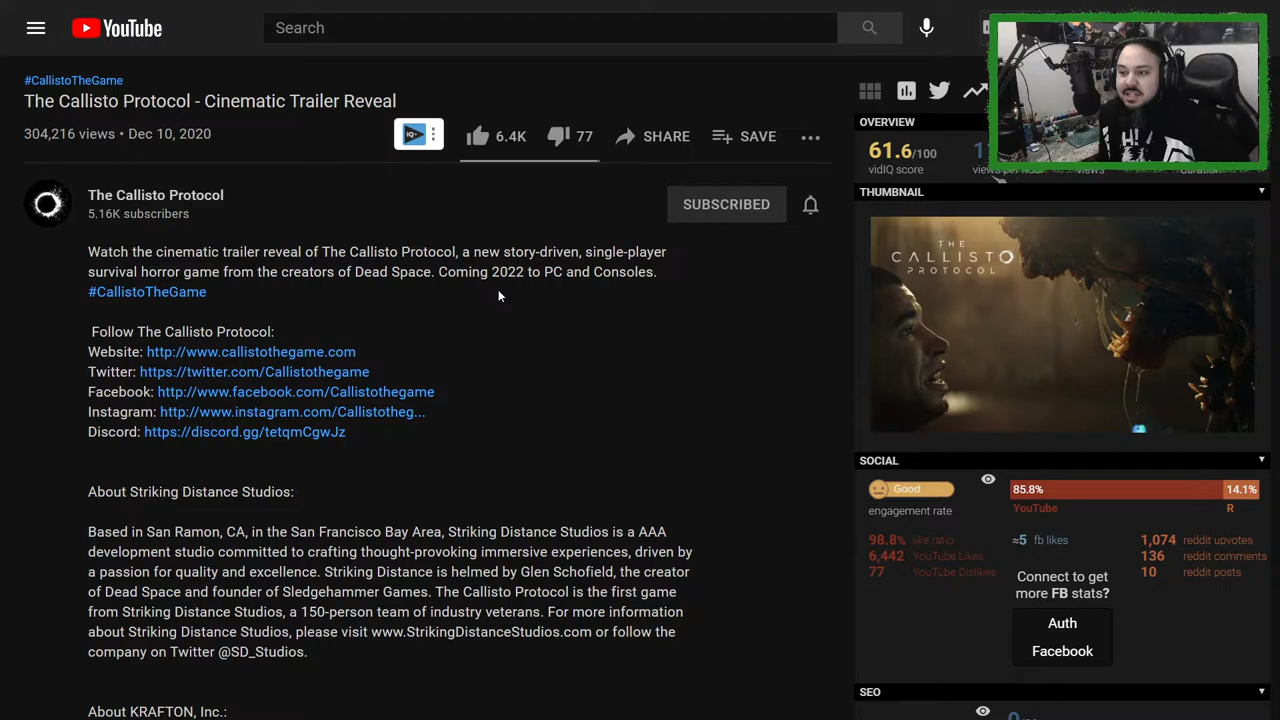 YouTube
Search
#CallistoTheGame
The Callisto Protocol - Cinematic Trailer Reveal
304,216 views • Dec 10, 2020
IQ
6.4K
77
SHARE
SAVE
The Callisto Protocol
5.16K subscribers
SUBSCRIBED
Watch the cinematic trailer reveal of The Callisto Protocol, a new story-driven, single-player
survival horror game from the creators of Dead Space. Coming 2022 to PC and Consoles.
#CallistoTheGame
Follow The Callisto Protocol:
Website: http://www.callistothegame.com
Twitter: https://twitter.com/Callistothegame
Facebook: http://www.facebook.com/Callistothegame
Instagram: http://www.instagram.com/Callistotheg...
Discord: https://discord.gg/tetqmCgwJz
About Striking Distance Studios:
Based in San Ramon, CA, in the San Francisco Bay Area, Striking Distance Studios is a AAA
development studio committed to crafting thought-provoking immersive experiences, driven by
a passion for quality and excellence. Striking Distance is helmed by Glen Schofield, the creator
of Dead Space and founder of Sledgehammer Games. The Callisto Protocol is the first game
from Striking Distance Studios, a 150-person team of industry veterans. For more information
about Striking Distance Studios, please visit www.StrikingDistanceStudios.com or follow the
company on Twitter @SD_Studios.
About KRAFTON, Inc.:
OVERVIEW
61.6/100
vidIQ score
views
duration
HI!
THUMBNAIL
THE
CALLISTO
PROTOCOL
SOCIAL
Good
engagement rate
85.8%
14.1%
YouTube
R
98.8% like ratio
6,442 YouTube Likes
77 YouTube Dislikes
≈5 fb likes
Connect to get
more FB stats?
Auth
Facebook
1,074 reddit upvotes
136 reddit comments
10 reddit posts
SEO